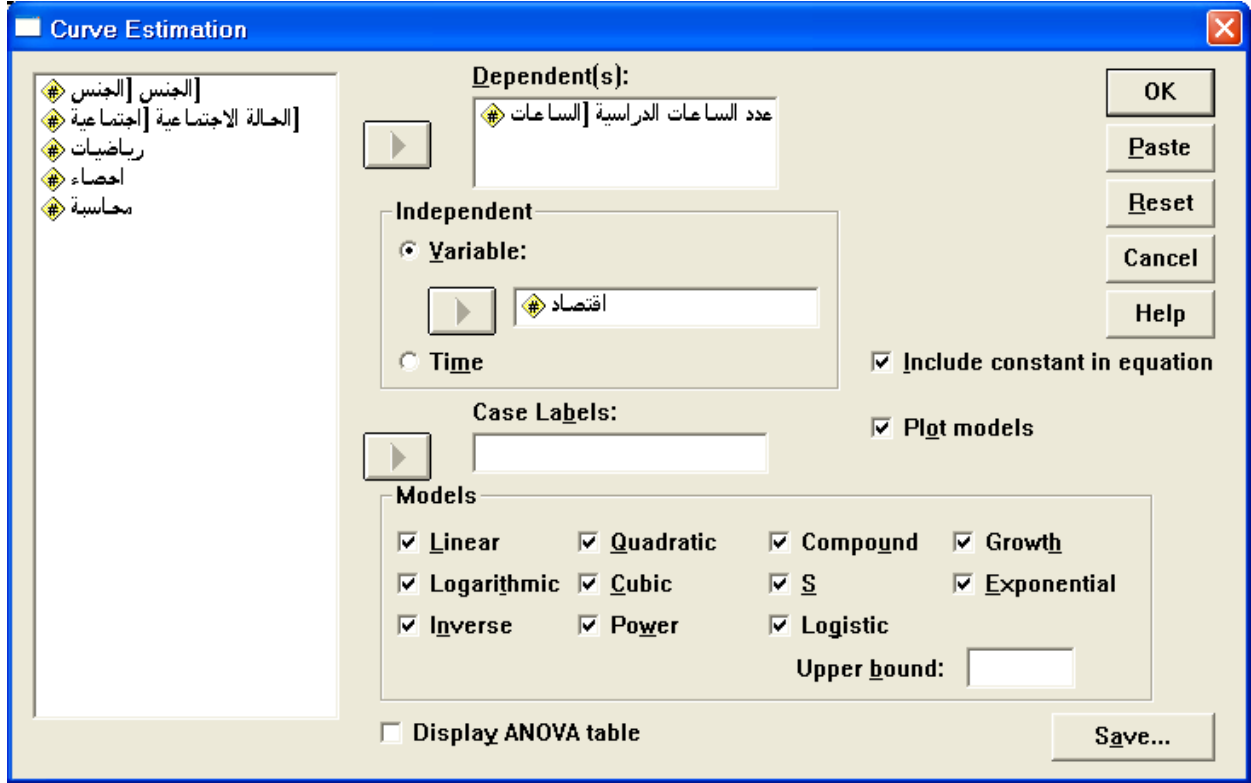 Curve Estimation
الجنس [الجنس]
الحالة الاجتماعية [اجتماعية]
رياضيات
احصاء
محاسبة
Dependent(s):
عدد الساعات الدراسية [الساعات
Independent
Variable:
اقتصاد
Time
Case Labels:
OK
Paste
Reset
Cancel
Help
Include constant in equation
Plot models
Models
Linear Quadratic Compound Growth
Logarithmic Cubic S Exponential
Inverse Power Logistic
Upper bound:
Display ANOVA table
Save...